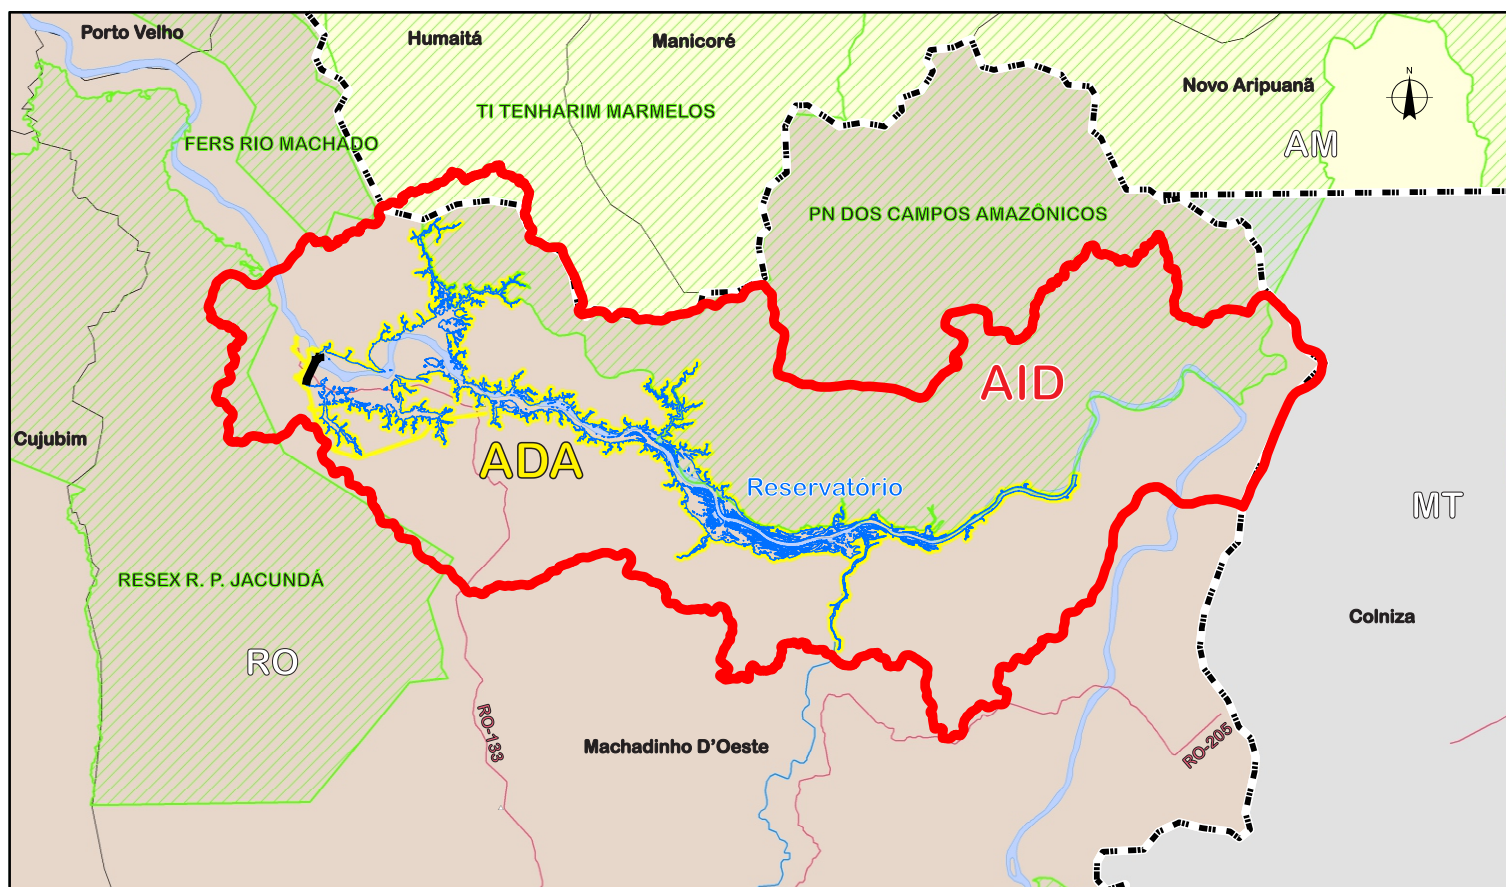 Porto Velho
Humaitá
Manicoré
N
Novo Aripuanã
TI TENHARIM MARMELOS
FERS RIO MACHADO
AM
PN DOS CAMPOS AMAZÔNICOS
AID
Cujubim
ADA
Reservatório
MT
RESEX R. P. JACUNDÁ
Colniza
RO
RO-133
Machadinho D'Oeste
RO-205